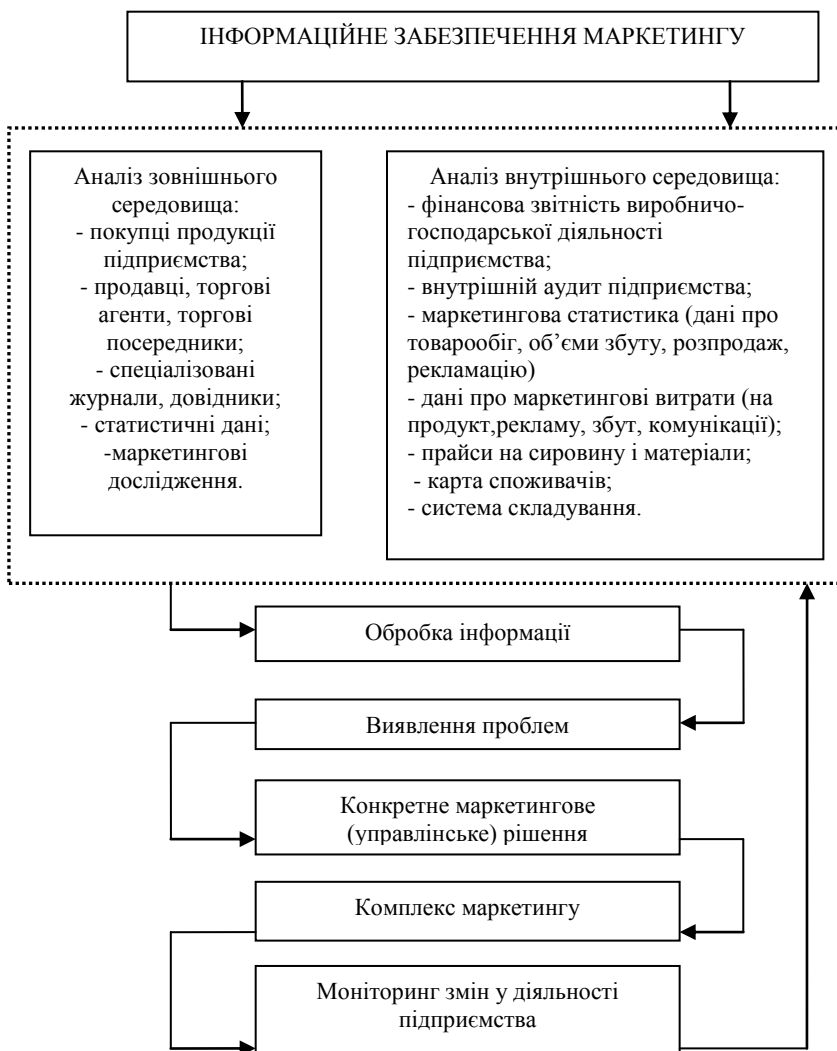 ІНФОРМАЦІЙНЕ ЗАБЕЗПЕЧЕННЯ МАРКЕТИНГУ
Аналіз зовнішнього
середовища:
- покупці продукції
підприємства;
- продавці, торгові
агенти, торгові
посередники;
- спеціалізовані
журнали, довідники;
- статистичні дані;
-маркетингові
дослідження.
Аналіз внутрішнього середовища:
- фінансова звітність виробничо-
господарської діяльності
підприємства;
- внутрішній аудит підприємства;
- маркетингова статистика (дані про
товарообіг, об’єми збуту, розпродаж,
рекламацію)
- дані про маркетингові витрати (на
продукт,рекламу, збут, комунікації);
- прайси на сировину і матеріали;
- карта споживачів;
- система складування.
Обробка інформації
Виявлення проблем
Конкретне маркетингове
(управлінське) рішення
Комплекс маркетингу
Моніторинг змін у діяльності
підприємства